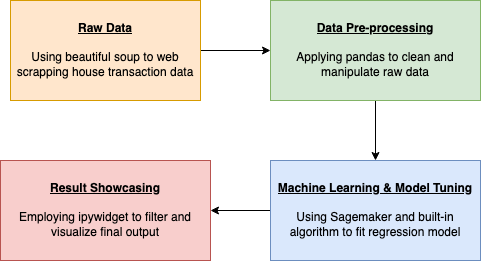 Raw Data
Using beautiful soup to web
scrapping house transaction data
Data Pre-processing
Applying pandas to clean and
manipulate raw data
Result Showcasing
Employing ipywidget to filter and
visualize final output
Machine Learning & Model Tuning
Using Sagemaker and built-in
algorithm to fit regression model